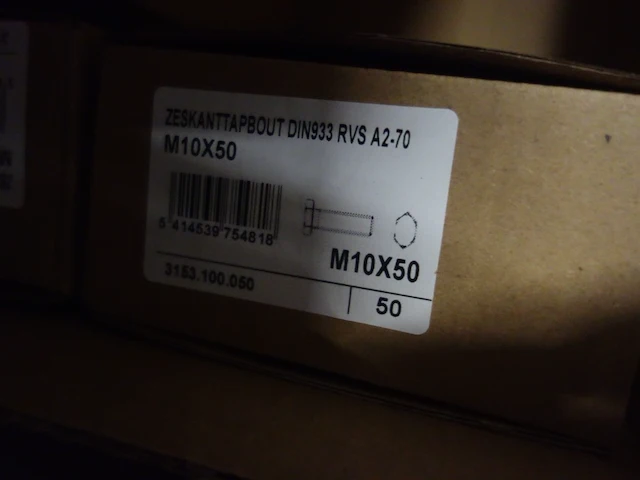 ZESKANTTAPBOUT DIN933 RVS A2-70
M10X50
5 414539 754818
M10X50
3153.100.050
50